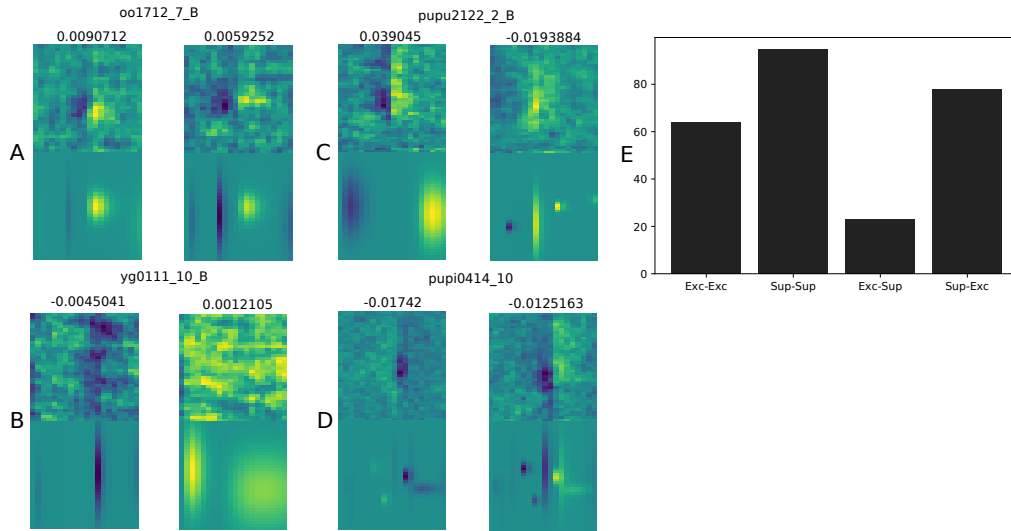 oo1712_7_B
0.0090712 0.0059252
A
pupu2122_2_B
0.039045 -0.0193884
C
yg0111_10_B
-0.0045041 0.0012105
B
pupi0414_10
-0.01742 -0.0125163
D
E
80
60
40
20
0
Exc-Exc Sup-Sup Exc-Sup Sup-Exc